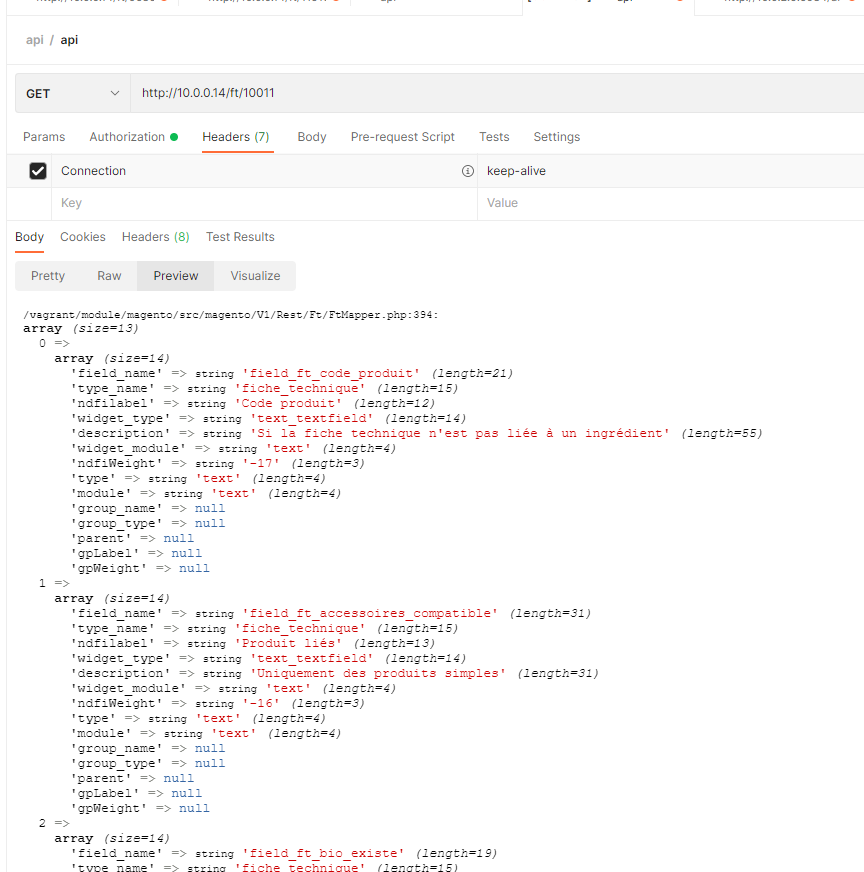 api / api
GET http://10.0.0.14/ft/10011
Params Authorization Headers (7) Body Pre-request Script Tests Settings
Connection keep-alive
Key Value
Body Cookies Headers (8) Test Results
Pretty Raw Preview Visualize
/vagrant/module/magento/src/magento/V1/Rest/Ft/FtMapper.php:394:
array (size=13)
0 =>
array (size=14)
'field_name' => string 'field_ft_code_produit' (length=21)
'type_name' => string 'fiche_technique' (length=15)
'ndfilabel' => string 'Code produit' (length=12)
'widget_type' => string 'text_textfield' (length=14)
'description' => string 'Si la fiche technique n'est pas liée à un ingrédient' (length=55)
'widget_module' => string 'text' (length=4)
'ndfiWeight' => string '-17' (length=3)
'type' => string 'text' (length=4)
'module' => string 'text' (length=4)
'group_name' => null
'group_type' => null
'parent' => null
'gpLabel' => null
'gpWeight' => null
1 =>
array (size=14)
'field_name' => string 'field_ft_accessoires_compatible' (length=31)
'type_name' => string 'fiche_technique' (length=15)
'ndfilabel' => string 'Produit liés' (length=13)
'widget_type' => string 'text_textfield' (length=14)
'description' => string 'Uniquement des produits simples' (length=31)
'widget_module' => string 'text' (length=4)
'ndfiWeight' => string '-16' (length=3)
'type' => string 'text' (length=4)
'module' => string 'text' (length=4)
'group_name' => null
'group_type' => null
'parent' => null
'gpLabel' => null
'gpWeight' => null
2 =>
array (size=14)
'field_name' => string 'field_ft_bio_existe' (length=19)
'type_name' => string 'fiche_technique' (length=15)